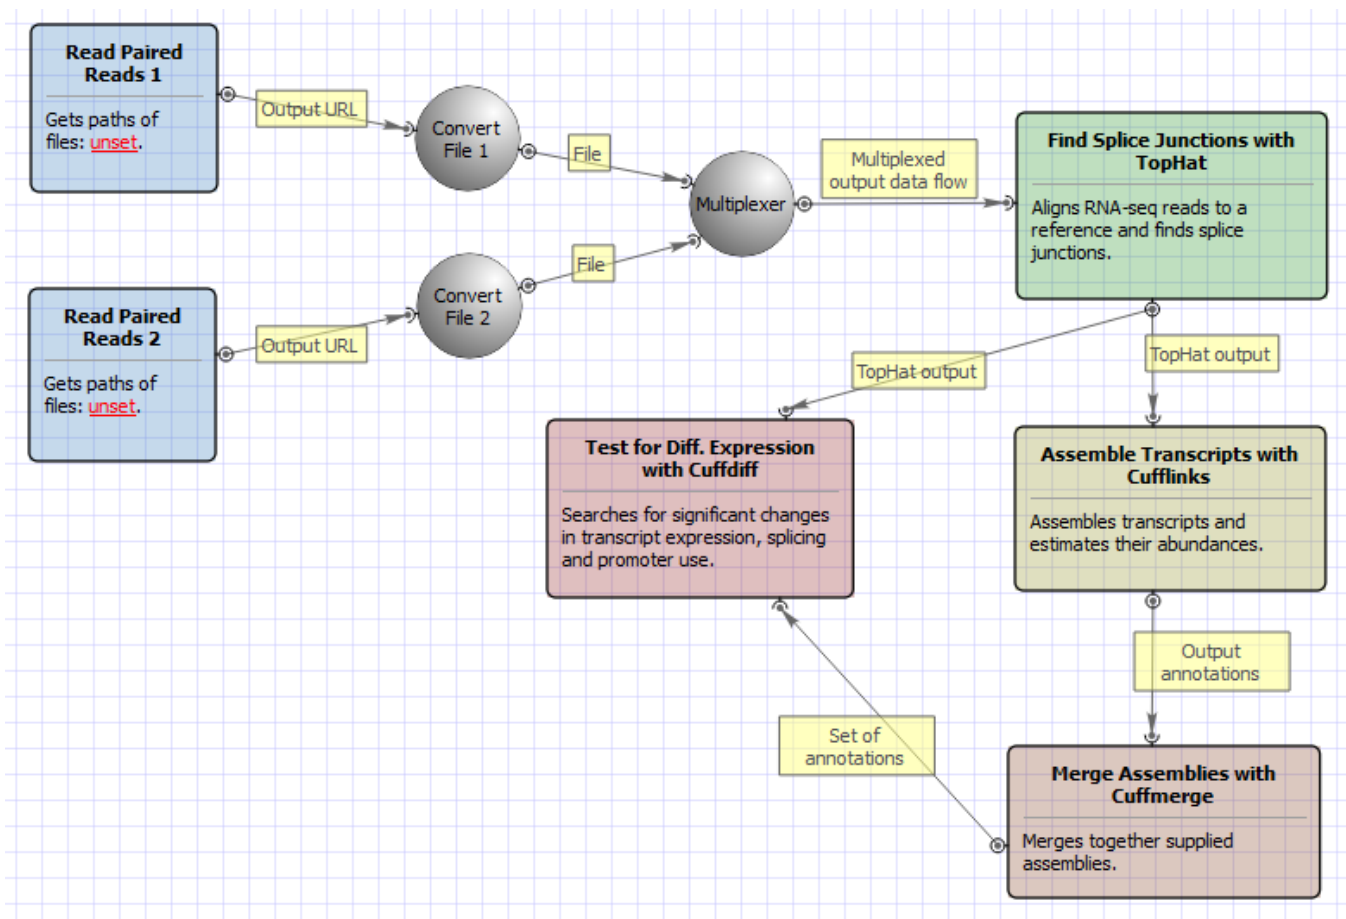 Read Paired
Reads 1
Gets paths of
files: unset.
Output URL
Convert
File 1
File
Multiplexer
Multiplexed
output data flow
Find Splice Junctions with
TopHat
Aligns RNA-seq reads to a
reference and finds splice
junctions.
Read Paired
Reads 2
Gets paths of
files: unset.
Output URL
Convert
File 2
File
TopHat output
TopHat output
Test for Diff. Expression
with Cuffdiff
Searches for significant changes
in transcript expression, splicing
and promoter use.
Assemble Transcripts with
Cufflinks
Assembles transcripts and
estimates their abundances.
Output
annotations
Set of
annotations
Merge Assemblies with
Cuffmerge
Merges together supplied
assemblies.